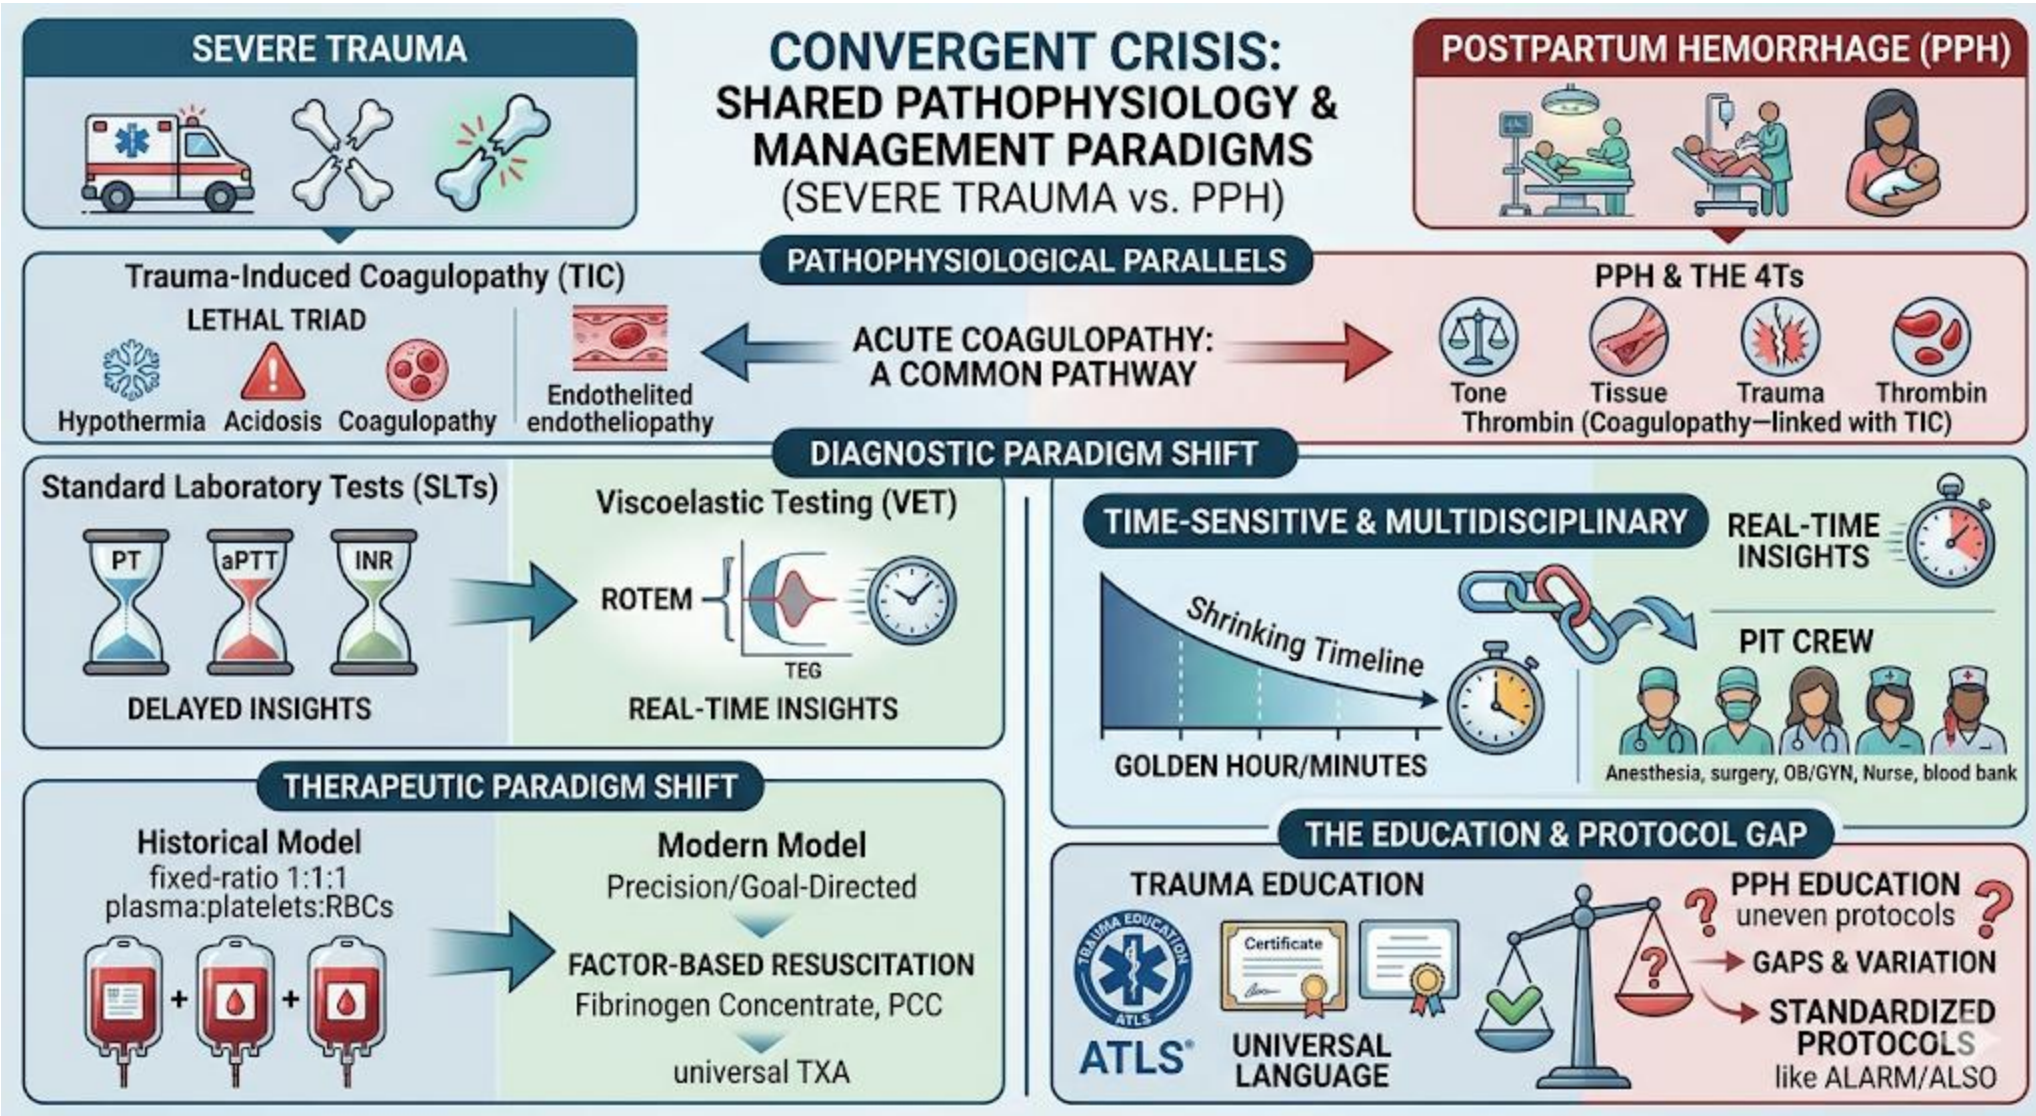 SEVERE TRAUMA
CONVERGENT CRISIS:
SHARED PATHOPHYSIOLOGY &
MANAGEMENT PARADIGMS
(SEVERE TRAUMA vs. PPH)
POSTPARTUM HEMORRHAGE (PPH)
PATHOPHYSIOLOGICAL PARALLELS
Trauma-Induced Coagulopathy (TIC)
LETHAL TRIAD
Hypothermia
Acidosis
Coagulopathy
Endothelited
endotheliopathy
ACUTE COAGULOPATHY:
A COMMON PATHWAY
PPH & THE 4Ts
Tone
Tissue
Trauma
Thrombin
Thrombin (Coagulopathy—linked with TIC)
DIAGNOSTIC PARADIGM SHIFT
Standard Laboratory Tests (SLTs)
PT
aPTT
INR
DELAYED INSIGHTS
Viscoelastic Testing (VET)
ROTEM
TEG
REAL-TIME INSIGHTS
TIME-SENSITIVE & MULTIDISCIPLINARY
Shrinking Timeline
GOLDEN HOUR/MINUTES
REAL-TIME
INSIGHTS
PIT CREW
Anesthesia, surgery, OB/GYN, Nurse, blood bank
THERAPEUTIC PARADIGM SHIFT
Historical Model
fixed-ratio 1:1:1
plasma:platelets:RBCs
+
+
Modern Model
Precision/Goal-Directed
FACTOR-BASED RESUSCITATION
Fibrinogen Concentrate, PCC
universal TXA
THE EDUCATION & PROTOCOL GAP
TRAUMA EDUCATION
TRAUMA EDUCATION
ATLS
ATLS®
Certificate
UNIVERSAL
LANGUAGE
?
? PPH EDUCATION ?
uneven protocols
GAPS & VARIATION
STANDARDIZED
PROTOCOLS
like ALARM/ALSO